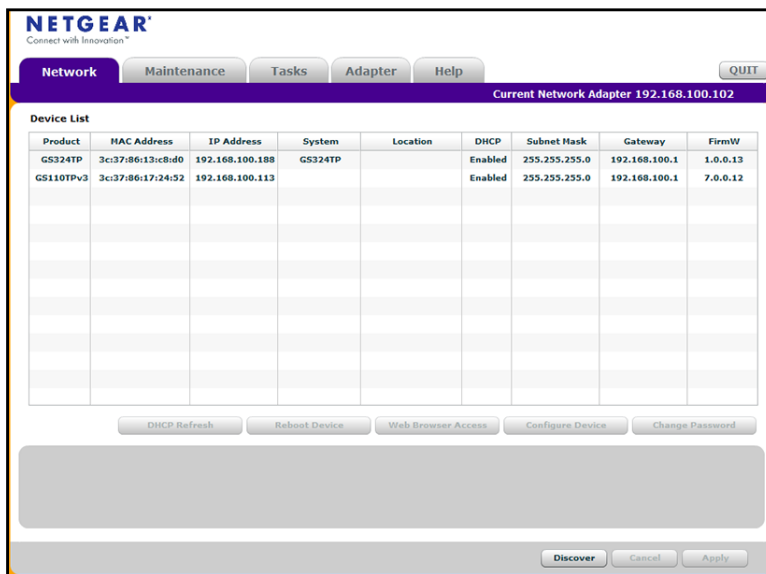 NETGEAR®
Connect with Innovation™
Network Maintenance Tasks Adapter Help QUIT
Current Network Adapter 192.168.100.102
Device List
Product MAC Address IP Address System Location DHCP Subnet Mask Gateway FirmW
GS324TP 3c:37:86:13:c8:d0 192.168.100.188 GS324TP Enabled 255.255.255.0 192.168.100.1 1.0.0.13
GS110TPv3 3c:37:86:17:24:52 192.168.100.113 Enabled 255.255.255.0 192.168.100.1 7.0.0.12
DHCP Refresh Reboot Device Web Browser Access Configure Device Change Password
Discover Cancel Apply